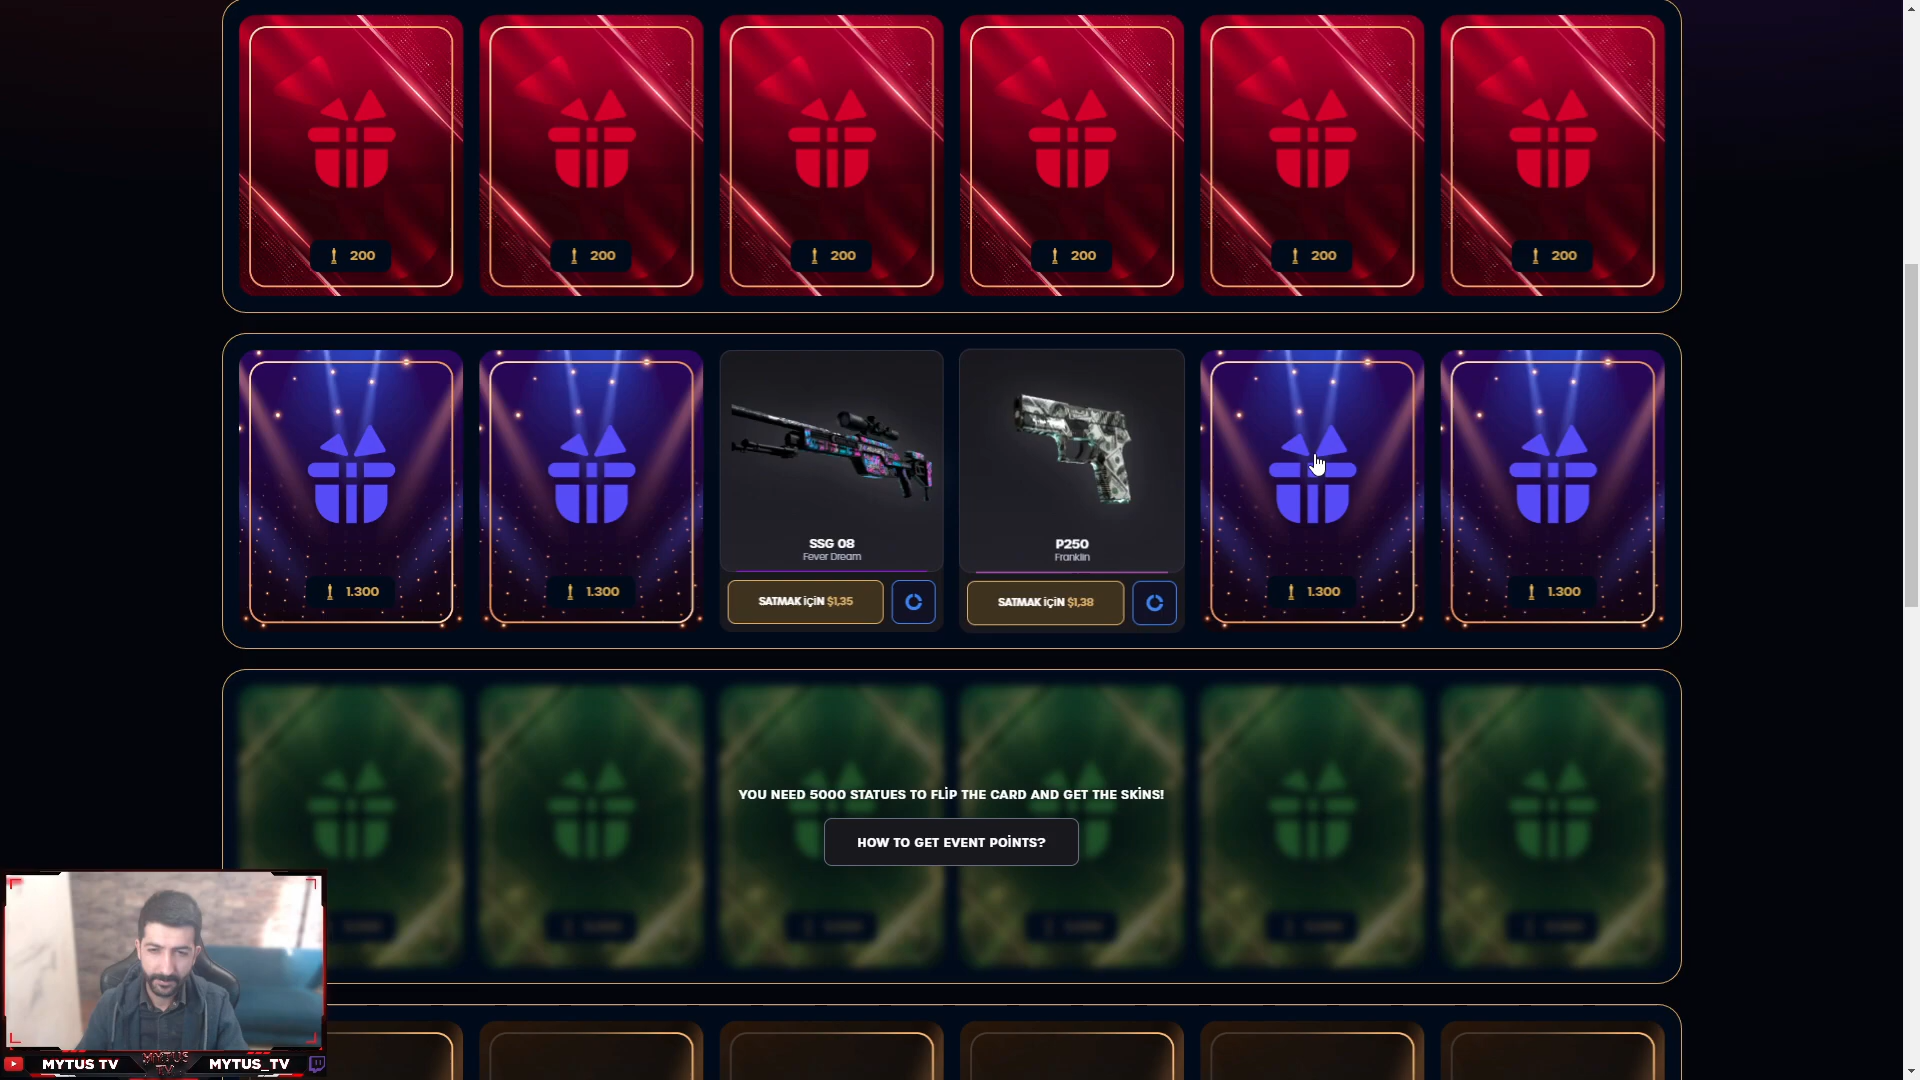 200
200
200
200
200
200
1.300
1.300
SSG 08
Fever Dream
SATMAK İÇİN $1,35
P250
Franklin
SATMAK İÇİN $1,38
1.300
1.300
YOU NEED 5000 STATUES TO FLİP THE CARD AND GET THE SKİNS!
HOW TO GET EVENT POİNTS?
MYTUS TV
MYTUS TV
MYTUS_TV